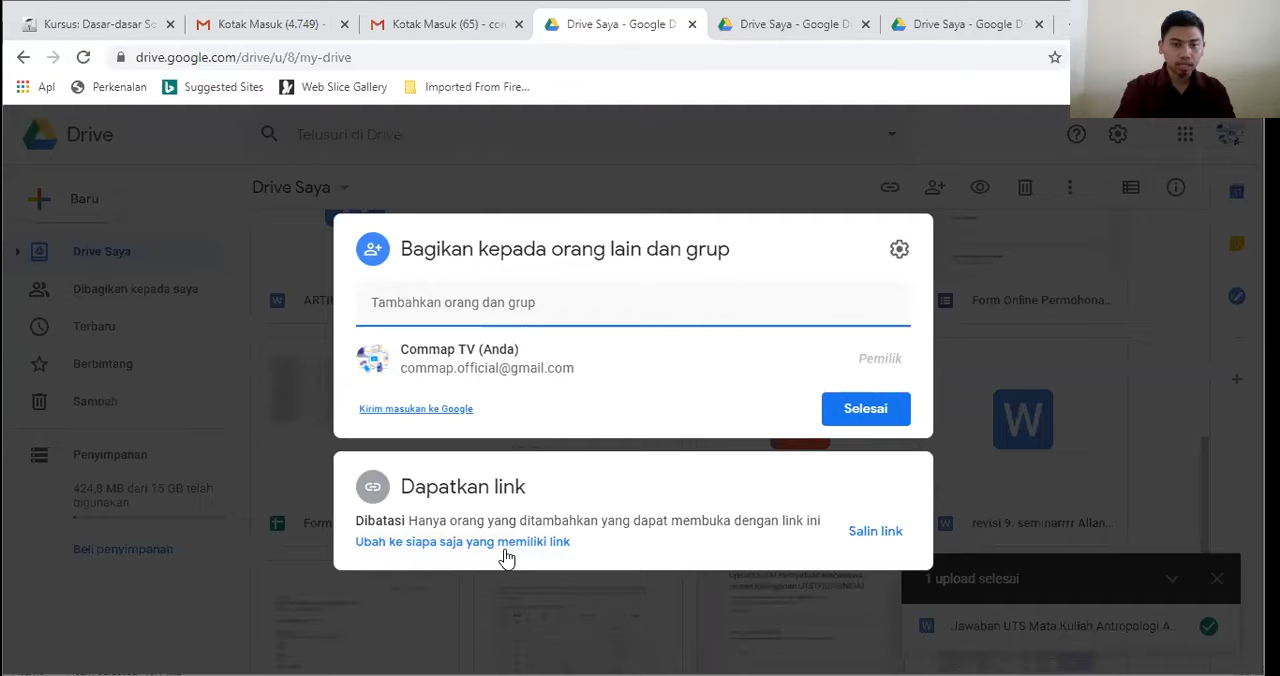 Kursus: Dasar-dasar So
Kotak Masuk (4.749) -
Kotak Masuk (65) - con
Drive Saya - Google D
Drive Saya - Google D
Drive Saya - Google D
drive.google.com/drive/u/8/my-drive
Apl
Perkenalan
Suggested Sites
Web Slice Gallery
Imported From Fire...
Drive
Telusuri di Drive
Baru
Drive Saya
Drive Saya
Dibagikan kepada saya
Terbaru
Berbintang
Sampah
Penyimpanan
424,8 MB dari 15 GB telah
digunakan
Beli penyimpanan
Bagikan kepada orang lain dan grup
Tambahkan orang dan grup
Commap TV (Anda)
commap.official@gmail.com
Pemilik
Kirim masukan ke Google
Selesai
Dapatkan link
Dibatasi Hanya orang yang ditambahkan yang dapat membuka dengan link ini
Ubah ke siapa saja yang memiliki link
Salin link
ARTI
Form Online Permohona...
Form
revisi 9. seminarrr Allan...
1 upload selesai
Jawaban UTS Mata Kuliah Antropologi A...